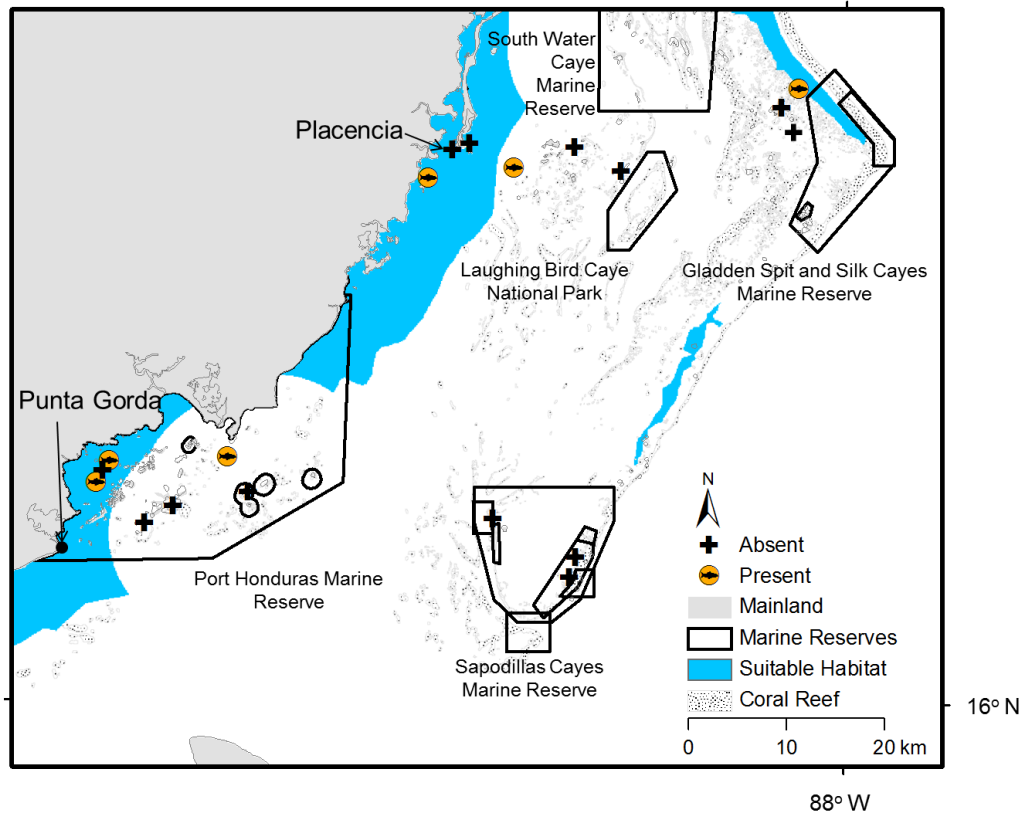 South Water
Caye
Marine
Reserve
Placencia
Laughing Bird Caye
National Park
Gladden Spit and Silk Cayes
Marine Reserve
Punta Gorda
Port Honduras Marine
Reserve
Sapodillas Cayes
Marine Reserve
N
Absent
Present
Mainland
Marine Reserves
Suitable Habitat
Coral Reef
0 10 20 km
16º N
88º W